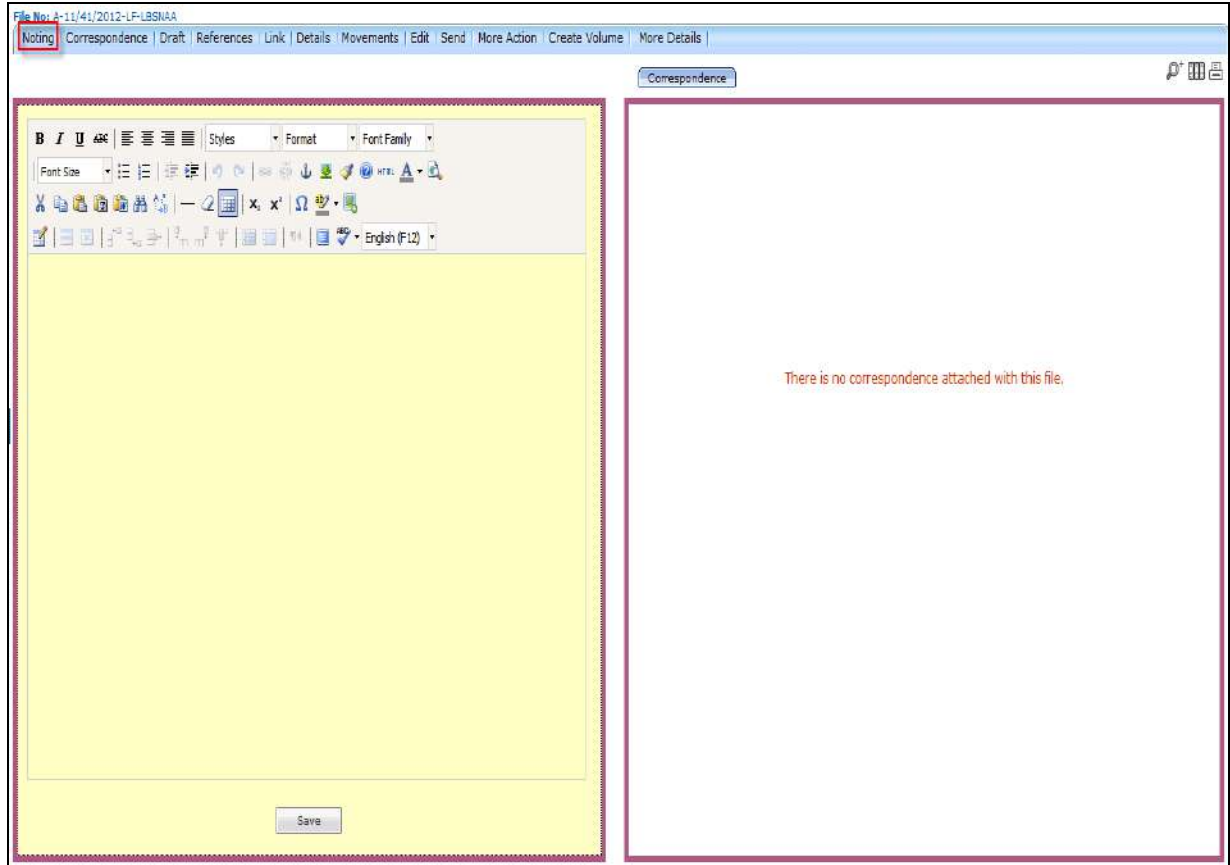 File No: A-11/41/2012-LF-LBSNAA
Noting | Correspondence | Draft | References | Link | Details | Movements | Edit | Send | More Action | Create Volume | More Details |
Correspondence
B I U ABC Styles Format Font Family
Font Size HTML A
X₂ X² Ω
English (F12)
There is no correspondence attached with this file.
Save